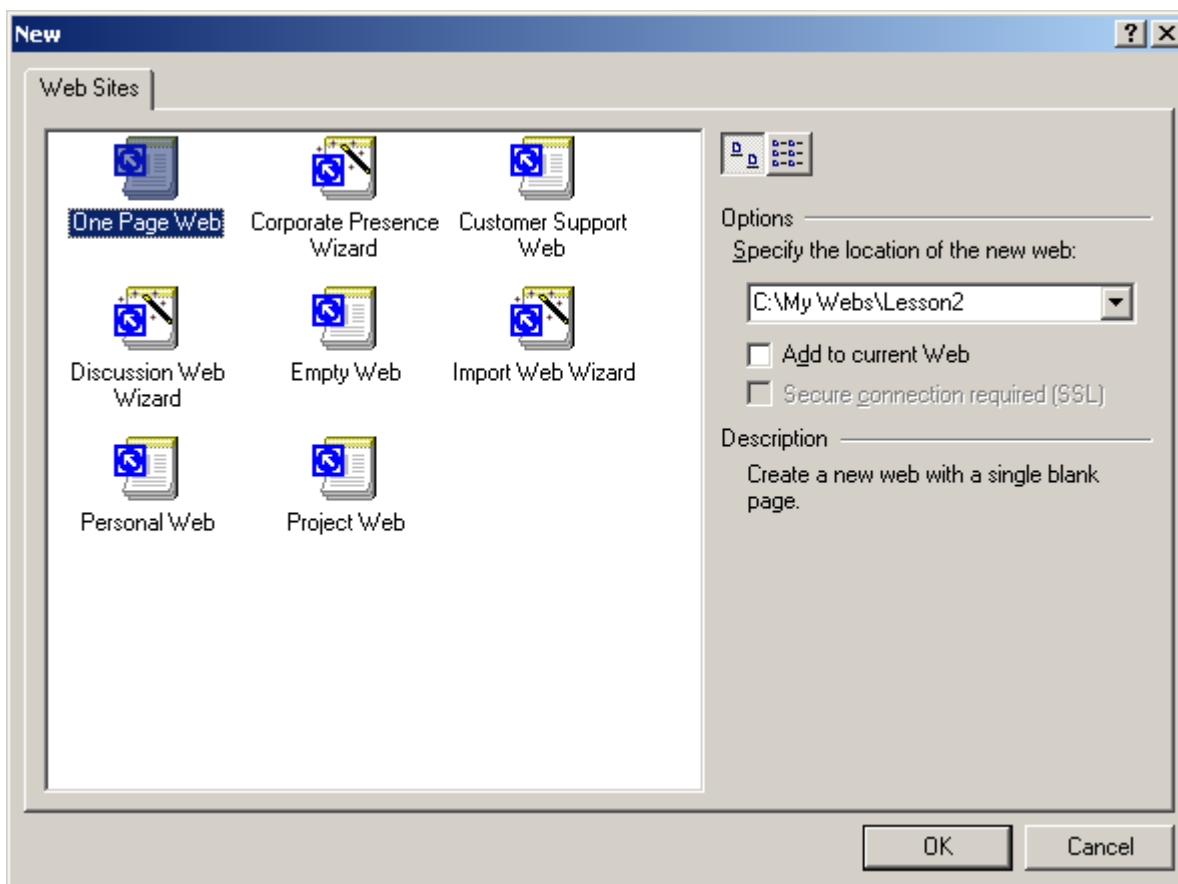 New
Web Sites
One Page Web
Corporate Presence
Wizard
Customer Support
Web
Discussion Web
Wizard
Empty Web
Import Web Wizard
Personal Web
Project Web
Options
Specify the location of the new web:
C:\My Webs\Lesson2
Add to current Web
Secure connection required (SSL)
Description
Create a new web with a single blank
page.
OK
Cancel